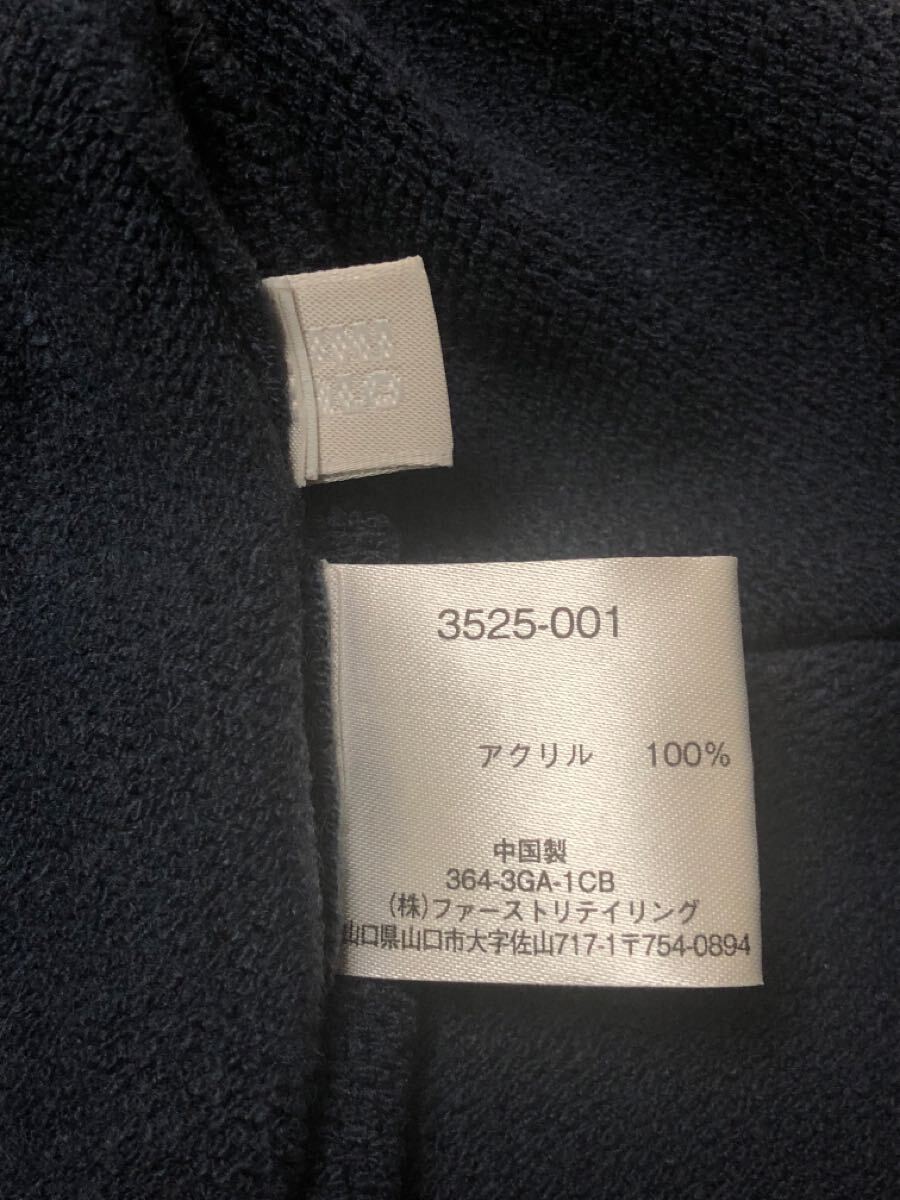 3525-001
アクリル 100%
中国製
364-3GA-1CB
(株)ファーストリテイリング
山口県山口市大字佐山717-1〒754-0894